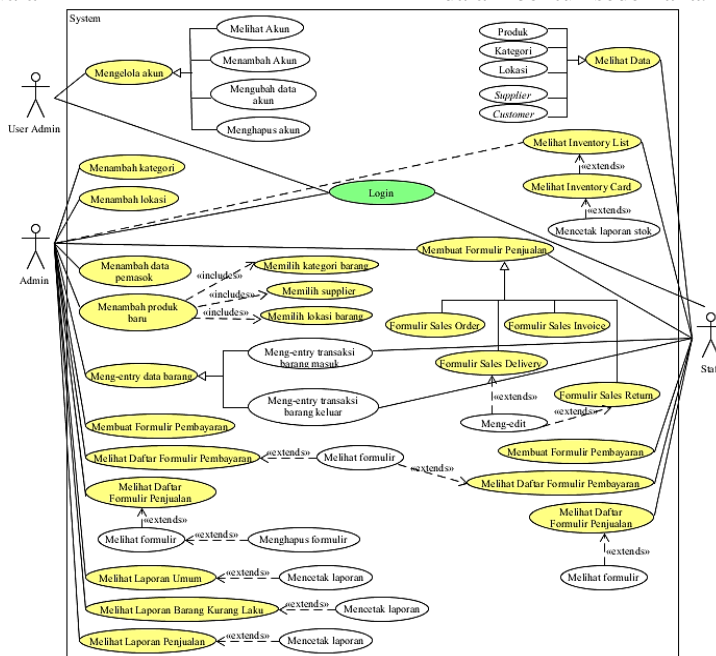 System
Melihat Akun
Menambah Akun
Mengubah data
akun
Menghapus akun
Mengelola akun
User Admin
Produk
Kategori
Lokasi
Supplier
Customer
Melihat Data
Melihat Inventory List
«extends»
Melihat Inventory Card
«extends»
Mencetak laporan stok
Menambah kategori
Menambah lokasi
Login
Admin
Menambah data
pemasok
Menambah produk
baru
«includes»
«includes»
«includes»
Memilih kategori barang
Memilih supplier
Memilih lokasi barang
Membuat Formulir Penjualan
Formulir Sales Order
Formulir Sales Invoice
Formulir Sales Delivery
Formulir Sales Return
«extends»
«extends»
Meng-edit
Meng-entry data barang
Meng-entry transaksi
barang masuk
Meng-entry transaksi
barang keluar
Membuat Formulir Pembayaran
Melihat Daftar Formulir Pembayaran
«extends»
Melihat formulir
«extends»
Membuat Formulir Pembayaran
Melihat Daftar Formulir Pembayaran
Melihat Daftar
Formulir Penjualan
«extends»
Melihat formulir
Melihat Daftar
Formulir Penjualan
«extends»
Melihat formulir
«extends»
Menghapus formulir
Melihat Laporan Umum
«extends»
Mencetak laporan
Melihat Laporan Barang Kurang Laku
«extends»
Mencetak laporan
Melihat Laporan Penjualan
«extends»
Mencetak laporan